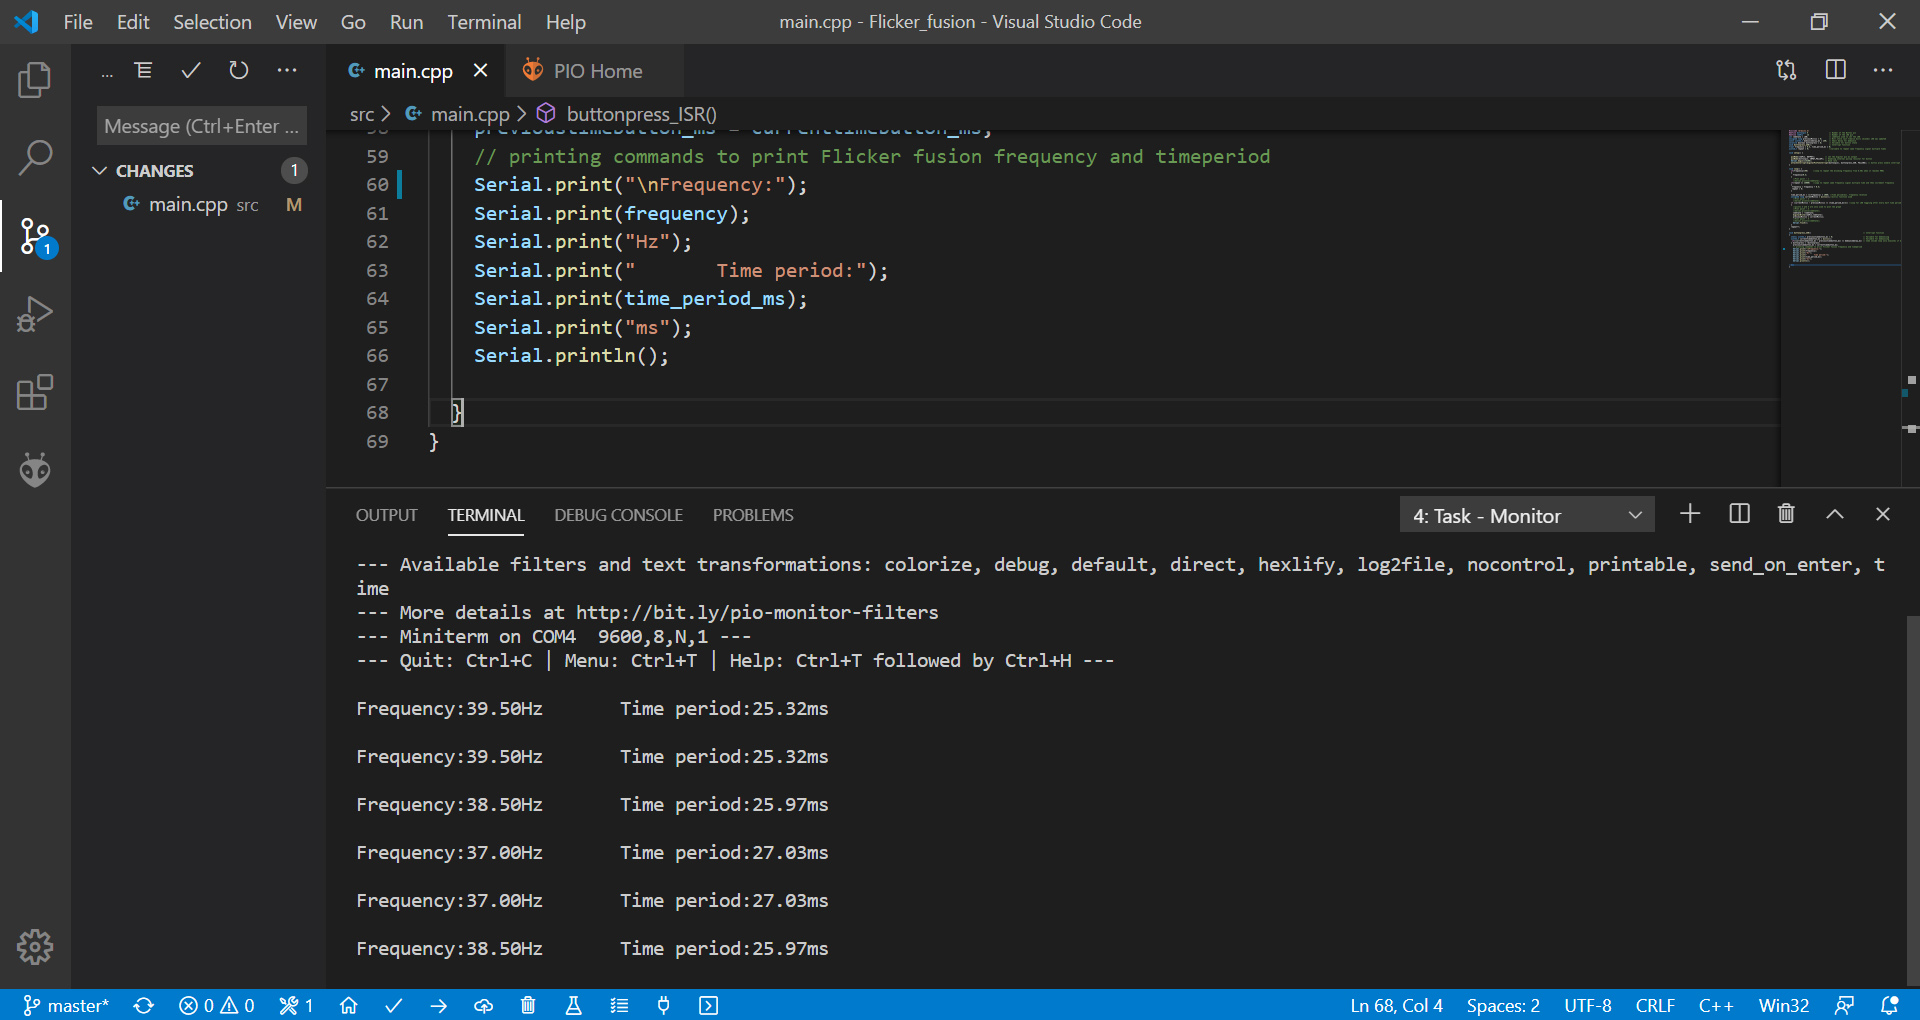 File Edit Selection View Go Run Terminal Help main.cpp - Flicker_fusion - Visual Studio Code
... main.cpp PIO Home
Message (Ctrl+Enter ...
src > main.cpp > buttonpress_ISR()
CHANGES 1
main.cpp src M
1
previoustimebutton_ms = currenttimebutton_ms;
59 // printing commands to print Flicker fusion frequency and timeperiod
60 Serial.print("\nFrequency:");
61 Serial.print(frequency);
62 Serial.print("Hz");
63 Serial.print("       Time period:");
64 Serial.print(time_period_ms);
65 Serial.print("ms");
66 Serial.println();
67
68 }
69 }
OUTPUT TERMINAL DEBUG CONSOLE PROBLEMS 4: Task - Monitor
--- Available filters and text transformations: colorize, debug, default, direct, hexlify, log2file, nocontrol, printable, send_on_enter, t
ime
--- More details at http://bit.ly/pio-monitor-filters
--- Miniterm on COM4  9600,8,N,1 ---
--- Quit: Ctrl+C | Menu: Ctrl+T | Help: Ctrl+T followed by Ctrl+H ---
Frequency:39.50Hz       Time period:25.32ms
Frequency:39.50Hz       Time period:25.32ms
Frequency:38.50Hz       Time period:25.97ms
Frequency:37.00Hz       Time period:27.03ms
Frequency:37.00Hz       Time period:27.03ms
Frequency:38.50Hz       Time period:25.97ms
master* 0 0 1 Ln 68, Col 4 Spaces: 2 UTF-8 CRLF C++ Win32